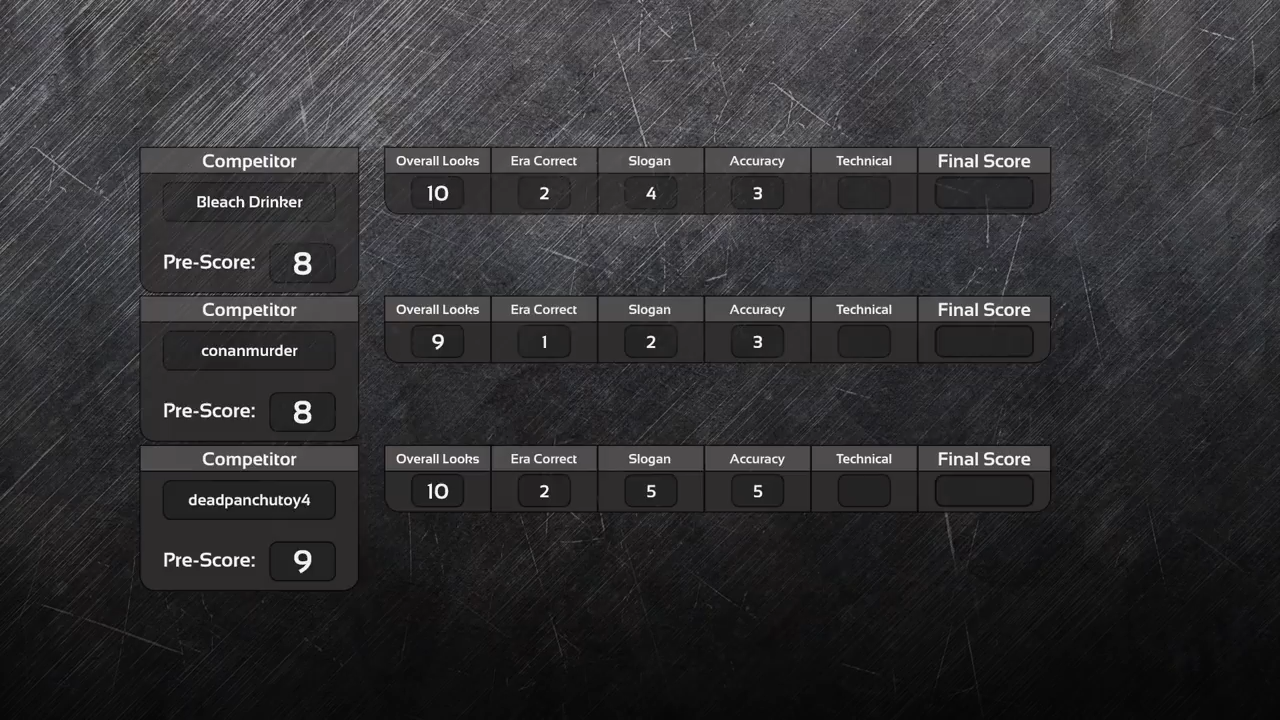 Competitor
Overall Looks Era Correct Slogan Accuracy Technical Final Score
Bleach Drinker
10 2 4 3
Pre-Score: 8
Competitor
Overall Looks Era Correct Slogan Accuracy Technical Final Score
conanmurder
9 1 2 3
Pre-Score: 8
Competitor
Overall Looks Era Correct Slogan Accuracy Technical Final Score
deadpanchutoy4
10 2 5 5
Pre-Score: 9